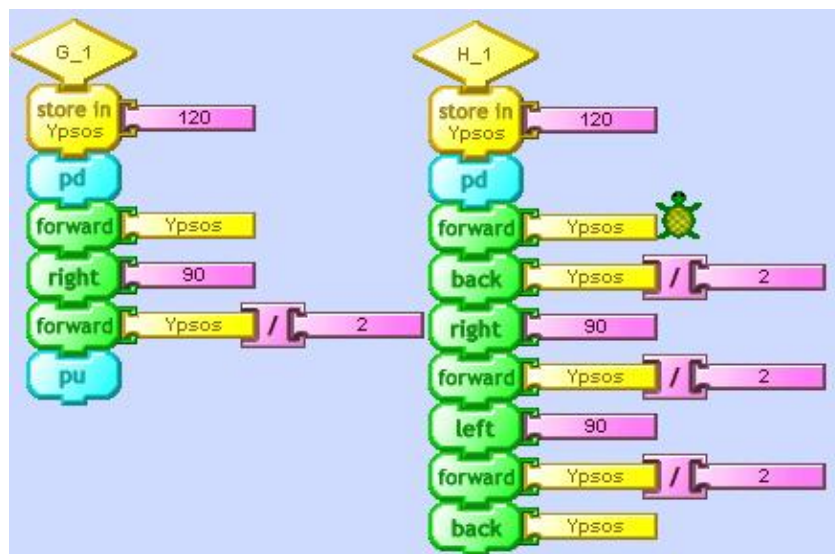 G_1
store in
Ypsos
120
pd
forward Ypsos
right 90
forward Ypsos / 2
pu
H_1
store in
Ypsos
120
pd
forward Ypsos
back Ypsos / 2
right 90
forward Ypsos / 2
left 90
forward Ypsos / 2
back Ypsos